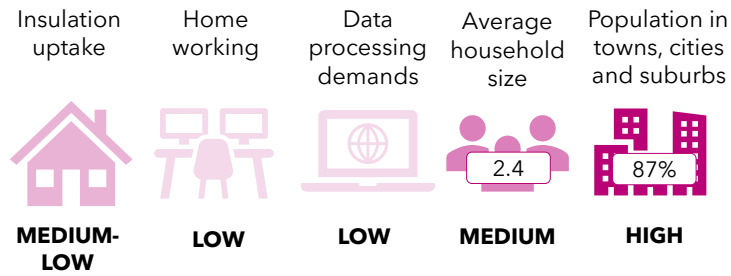 Insulation
uptake
Home
working
Data
processing
demands
Average
household
size
Population in
towns, cities
and suburbs
2.4
87%
MEDIUM-
LOW
LOW
LOW
MEDIUM
HIGH